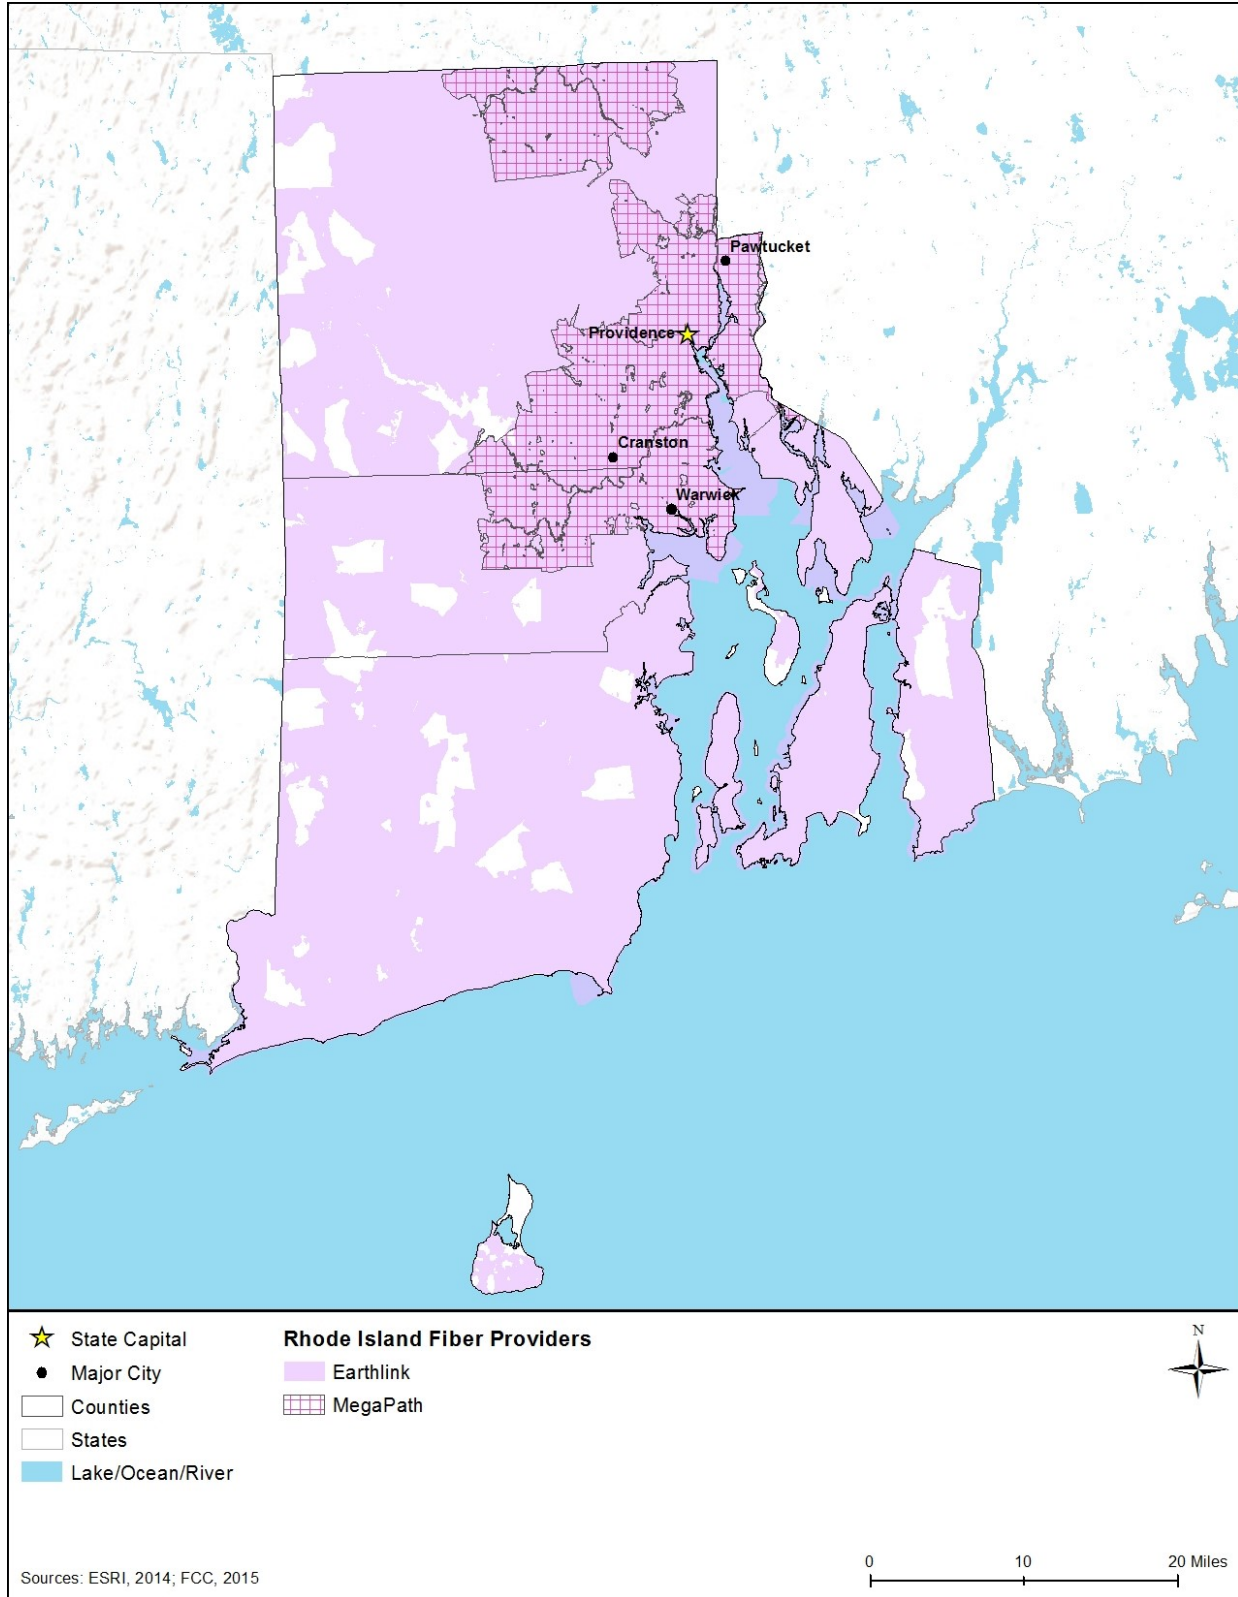 Pawtucket
Providence
Cranston
Warwick
State Capital
Major City
Counties
States
Lake/Ocean/River
Rhode Island Fiber Providers
Earthlink
MegaPath
N
0 10 20 Miles
Sources: ESRI, 2014; FCC, 2015